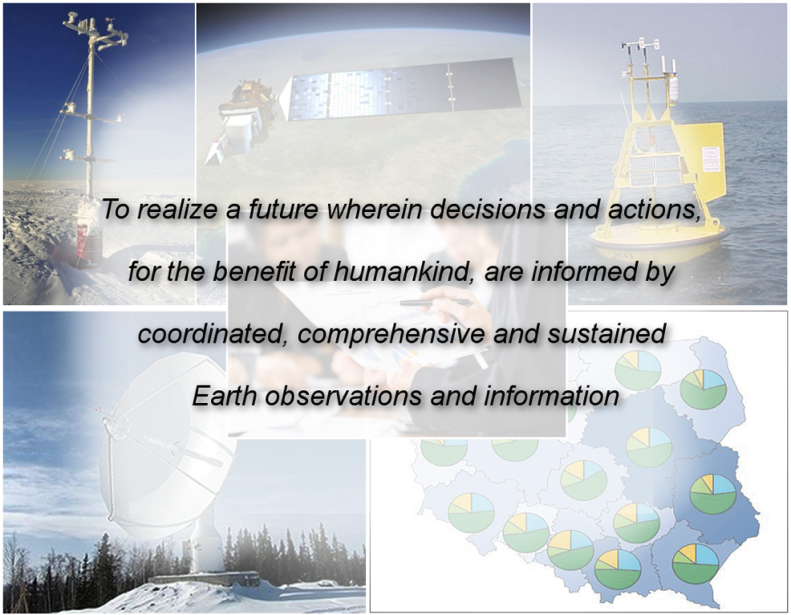 To realize a future wherein decisions and actions,
for the benefit of humankind, are informed by
coordinated, comprehensive and sustained
Earth observations and information